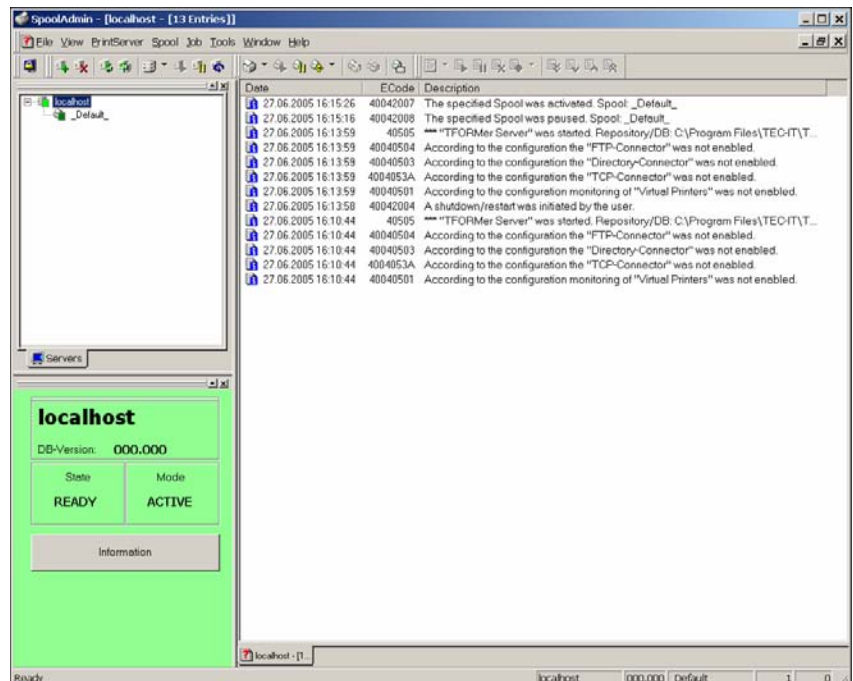 SpoolAdmin - [localhost - [13 Entries]]
File View PrintServer Spool Job Tools Window Help
localhost
_Default_
Servers
localhost
DB-Version: 000.000
State
READY
Mode
ACTIVE
Information
Date ECode Description
27.06.2005 16:15:26 40042007 The specified Spool was activated. Spool: _Default_
27.06.2005 16:15:16 40042008 The specified Spool was paused. Spool: _Default_
27.06.2005 16:13:59 40505 *** "TFORMer Server" was started. Repository/DB: C:\Program Files\TEC-IT\T...
27.06.2005 16:13:59 40040504 According to the configuration the "FTP-Connector" was not enabled.
27.06.2005 16:13:59 40040503 According to the configuration the "Directory-Connector" was not enabled.
27.06.2005 16:13:59 4004053A According to the configuration the "TCP-Connector" was not enabled.
27.06.2005 16:13:59 40040501 According to the configuration monitoring of "Virtual Printers" was not enabled.
27.06.2005 16:13:58 40042004 A shutdown/restart was initiated by the user.
27.06.2005 16:10:44 40505 *** "TFORMer Server" was started. Repository/DB: C:\Program Files\TEC-IT\T...
27.06.2005 16:10:44 40040504 According to the configuration the "FTP-Connector" was not enabled.
27.06.2005 16:10:44 40040503 According to the configuration the "Directory-Connector" was not enabled.
27.06.2005 16:10:44 4004053A According to the configuration the "TCP-Connector" was not enabled.
27.06.2005 16:10:44 40040501 According to the configuration monitoring of "Virtual Printers" was not enabled.
localhost - [1...
Ready localhost 000.000 Default 1 0